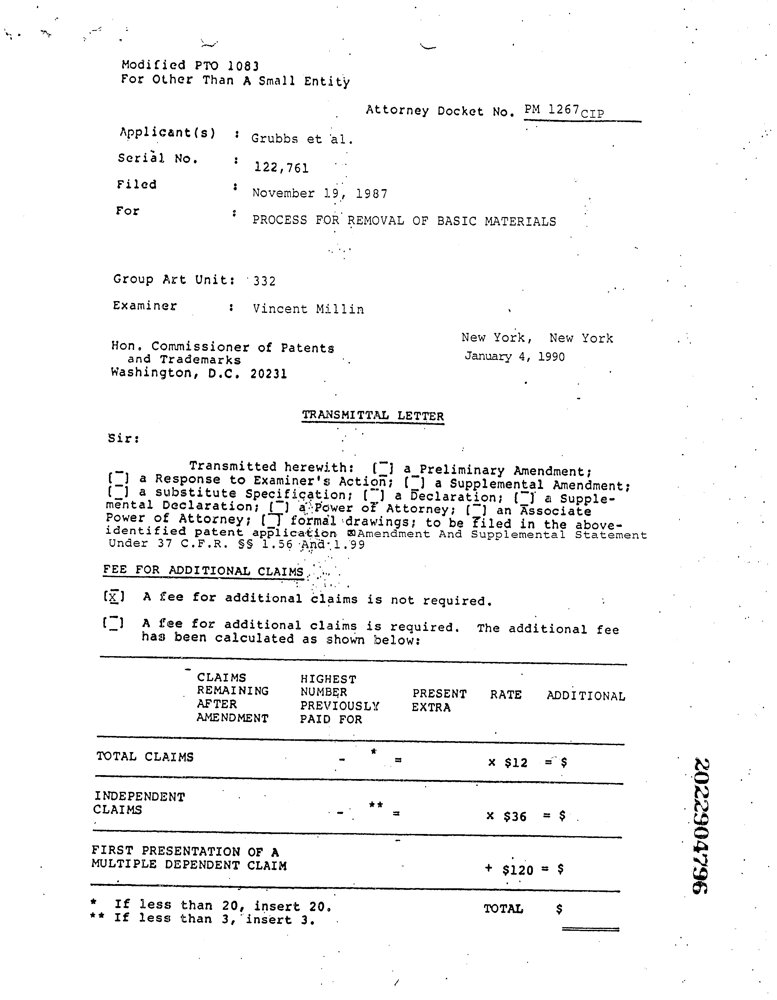 Modified PTO 1083
For Other Than A Small Entity
Attorney Docket No. PM 1267CIP
Applicant(s) : Grubbs et al.
Serial No. : 122,761
Filed : November 19, 1987
For : PROCESS FOR REMOVAL OF BASIC MATERIALS
Group Art Unit: 332
Examiner : Vincent Millin
New York, New York
Hon. Commissioner of Patents
January 4, 1990
and Trademarks
Washington, D.C. 20231
TRANSMITTAL LETTER
Sir:
Transmitted herewith: [_] a Preliminary Amendment;
[_] a Response to Examiner's Action; [_] a Supplemental Amendment;
[_] a substitute Specification; [_] a Declaration; [_] a Supple-
mental Declaration; [_] a Power of Attorney; [_] an Associate
Power of Attorney; [_] formal drawings; to be filed in the above-
identified patent application ☒Amendment And Supplemental Statement
Under 37 C.F.R. §§ 1.56 And 1.99
FEE FOR ADDITIONAL CLAIMS
[X] A fee for additional claims is not required.
[_] A fee for additional claims is required. The additional fee
has been calculated as shown below:
CLAIMS HIGHEST
REMAINING NUMBER PRESENT RATE ADDITIONAL
AFTER PREVIOUSLY EXTRA
AMENDMENT PAID FOR
TOTAL CLAIMS - * = x $12 = $
INDEPENDENT
CLAIMS - ** = x $36 = $
FIRST PRESENTATION OF A
MULTIPLE DEPENDENT CLAIM + $120 = $
* If less than 20, insert 20. TOTAL $
** If less than 3, insert 3.
2022904796